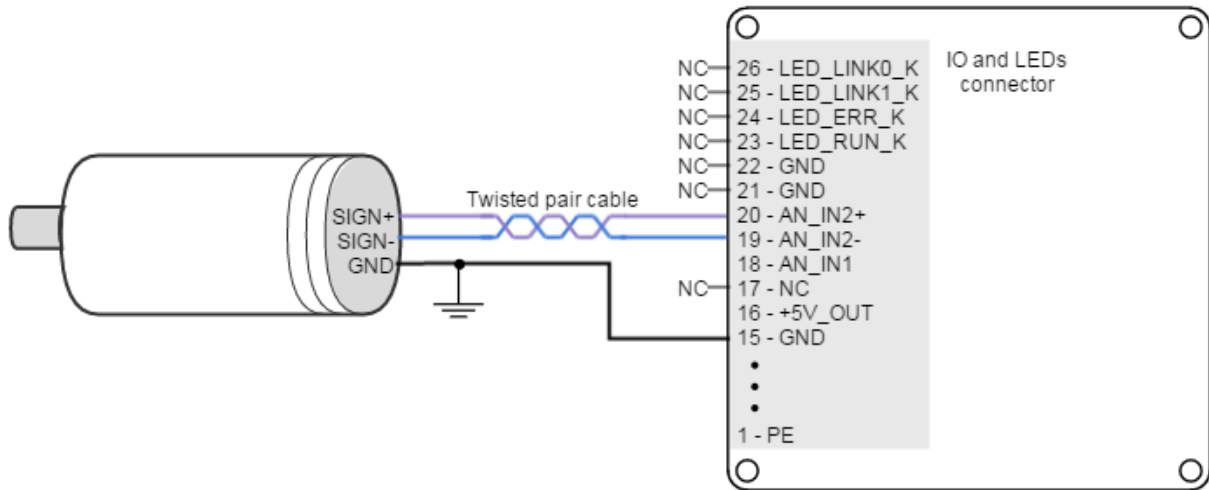 IO and LEDs
connector
NC 26 - LED_LINK0_K
NC 25 - LED_LINK1_K
NC 24 - LED_ERR_K
NC 23 - LED_RUN_K
NC 22 - GND
NC 21 - GND
Twisted pair cable
SIGN+
SIGN-
GND
20 - AN_IN2+
19 - AN_IN2-
18 - AN_IN1
NC 17 - NC
16 - +5V_OUT
15 - GND
1 - PE